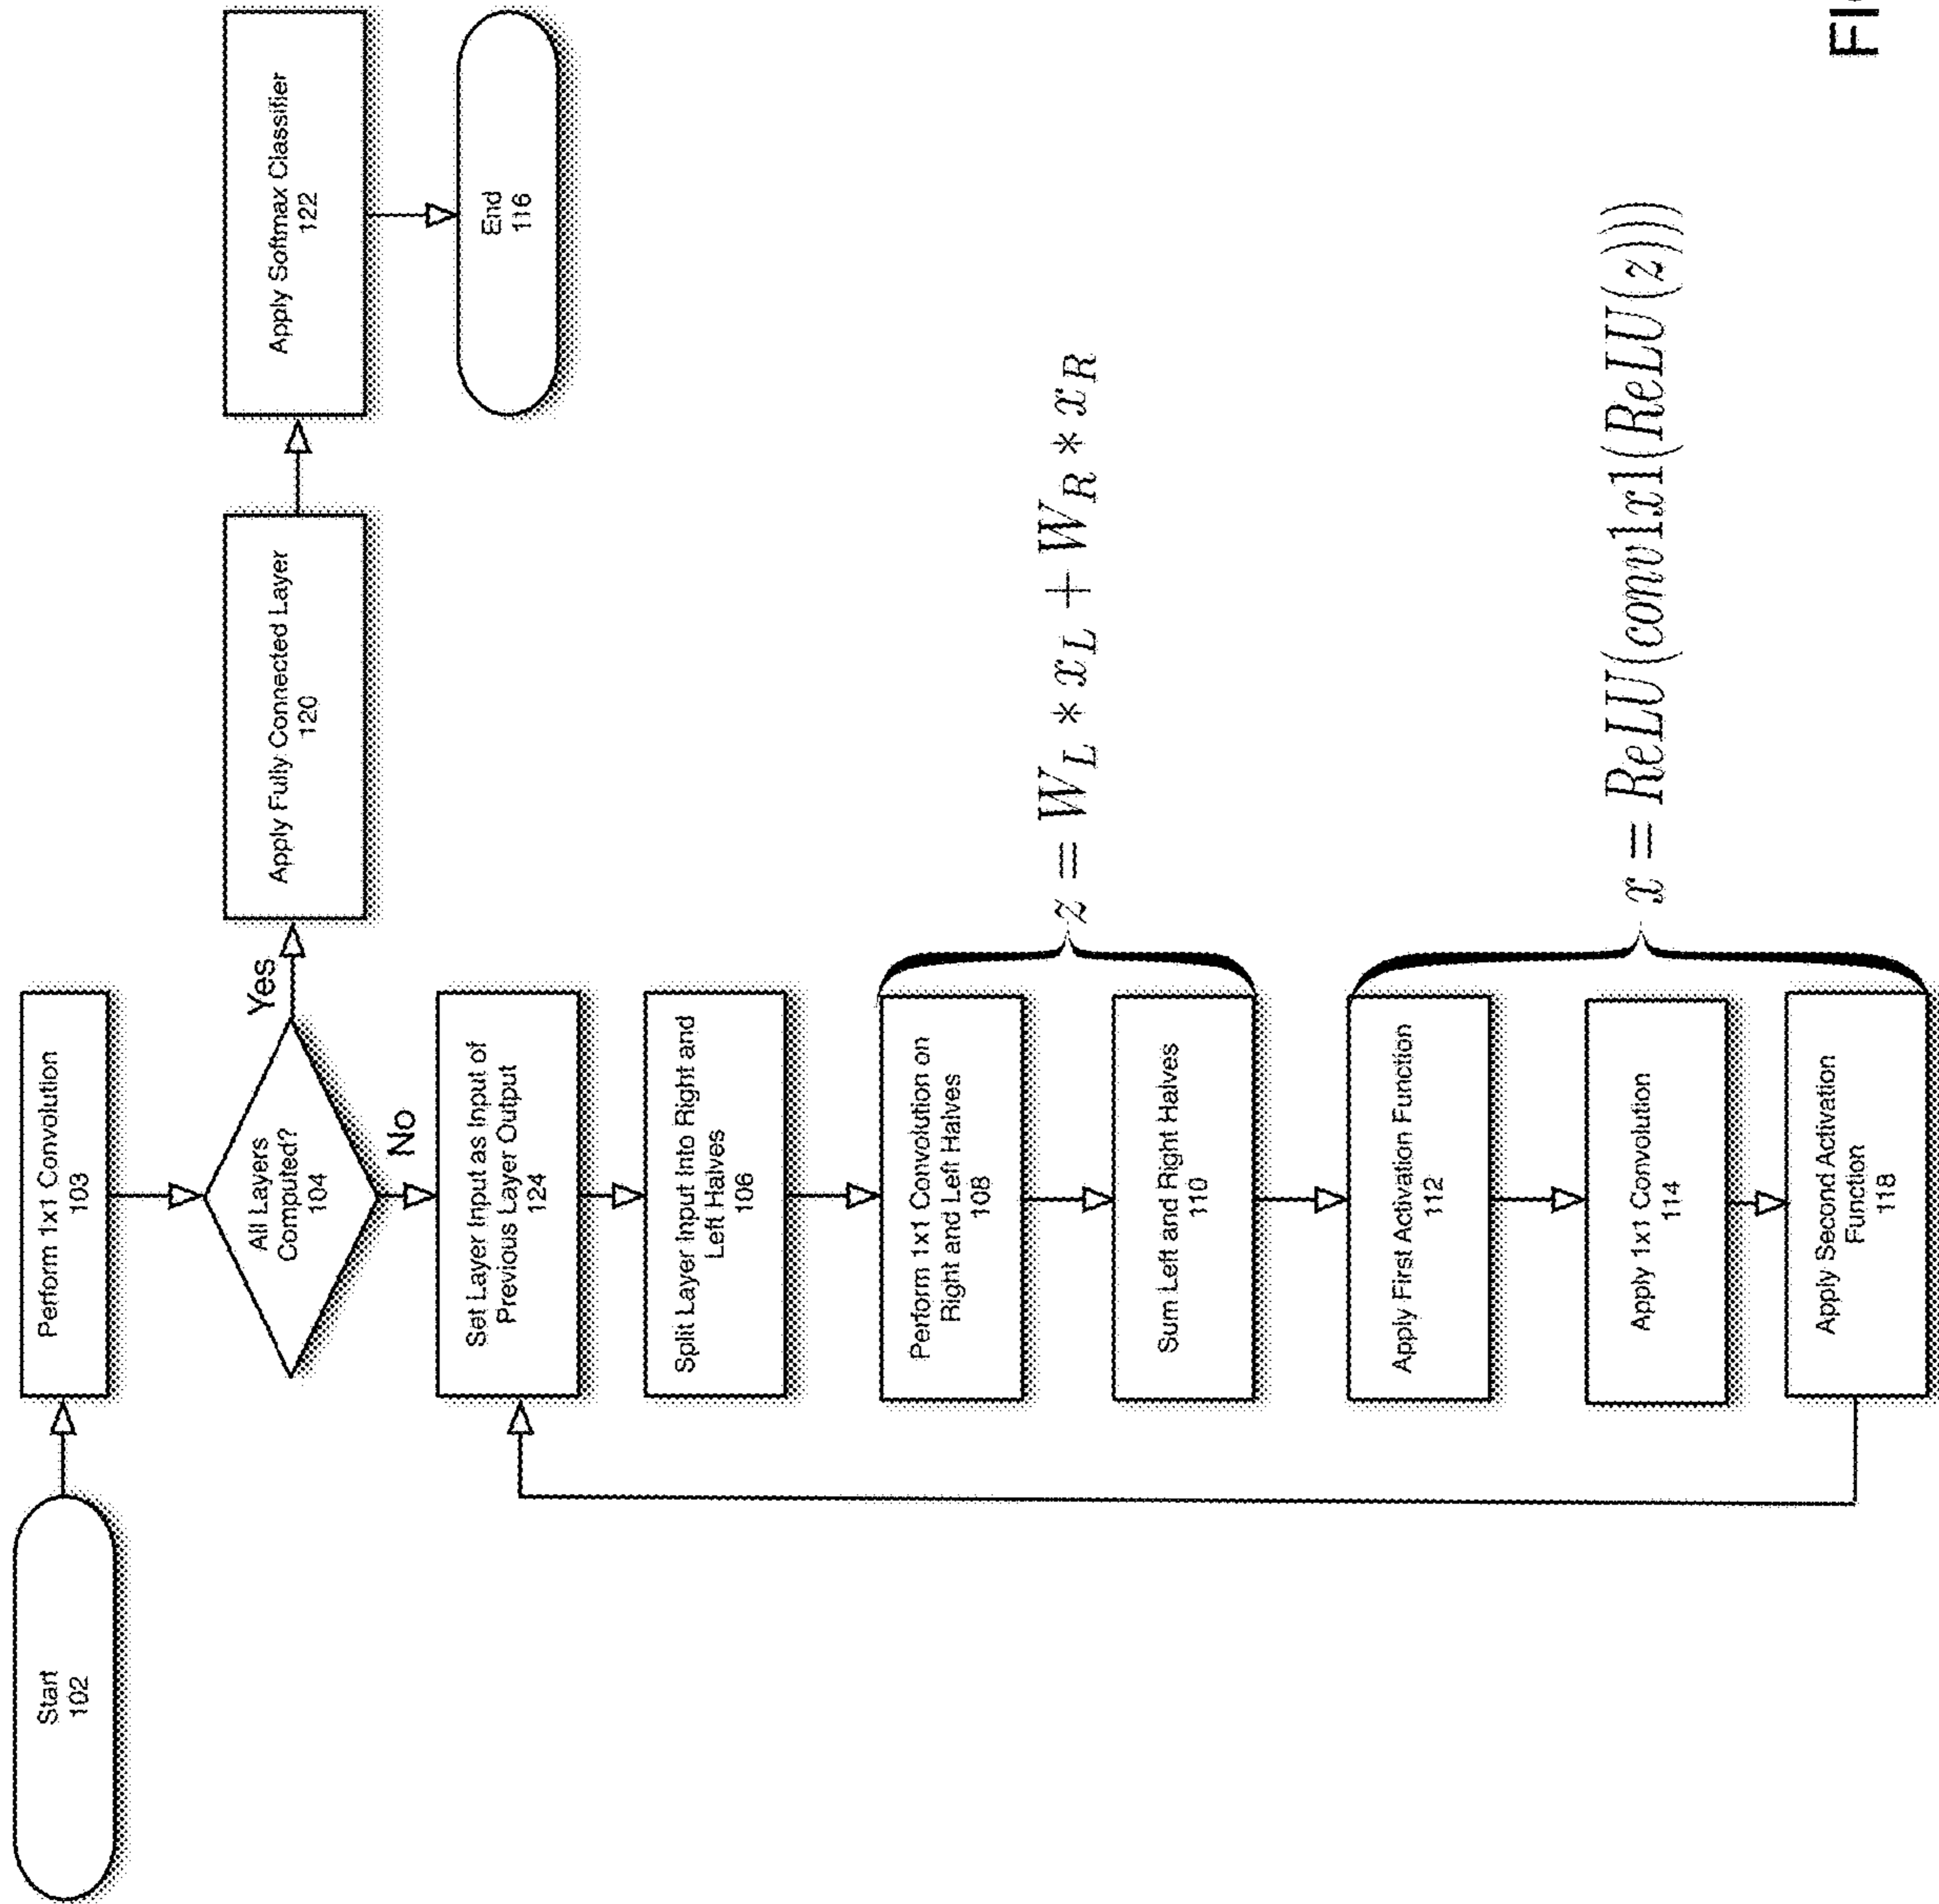 Start
102
Perform 1x1 Convolution
103
All Layers
Computed?
104
Yes
No
Apply Fully Connected Layer
120
Apply Softmax Classifier
122
End
116
Set Layer Input as Input of
Previous Layer Output
124
Split Layer Input Into Right and
Left Halves
106
Perform 1x1 Convolution on
Right and Left Halves
108
Sum Left and Right Halves
110
z = W_L * x_L + W_R * x_R
Apply First Activation Function
112
Apply 1x1 Convolution
114
Apply Second Activation
Function
118
x = ReLU(conv1x1(ReLU(z)))